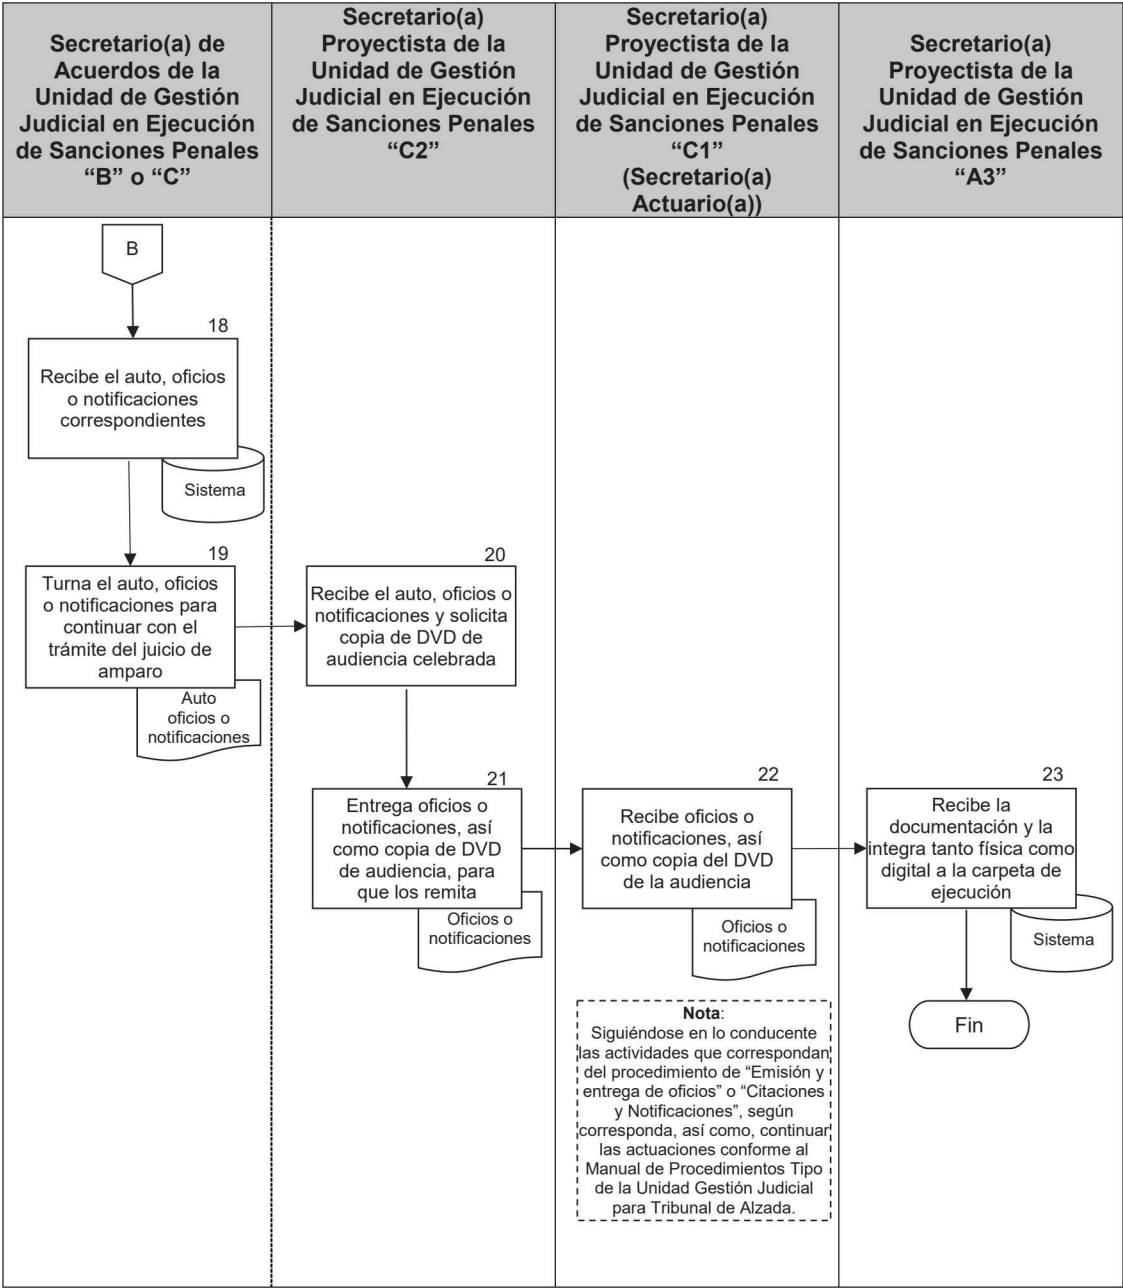 Secretario(a) de
Acuerdos de la
Unidad de Gestión
Judicial en Ejecución
de Sanciones Penales
“B” o “C”
Secretario(a)
Proyectista de la
Unidad de Gestión
Judicial en Ejecución
de Sanciones Penales
“C2”
Secretario(a)
Proyectista de la
Unidad de Gestión
Judicial en Ejecución
de Sanciones Penales
“C1”
(Secretario(a)
Actuario(a))
Secretario(a)
Proyectista de la
Unidad de Gestión
Judicial en Ejecución
de Sanciones Penales
“A3”
B
18
Recibe el auto, oficios
o notificaciones
correspondientes
Sistema
19
Turna el auto, oficios
o notificaciones para
continuar con el
trámite del juicio de
amparo
Auto
oficios o
notificaciones
20
Recibe el auto, oficios o
notificaciones y solicita
copia de DVD de
audiencia celebrada
21
Entrega oficios o
notificaciones, así
como copia de DVD
de audiencia, para
que los remita
Oficios o
notificaciones
22
Recibe oficios o
notificaciones, así
como copia del DVD
de la audiencia
Oficios o
notificaciones
Nota:
Siguiéndose en lo conducente
las actividades que correspondan
del procedimiento de “Emisión y
entrega de oficios” o “Citaciones
y Notificaciones”, según
corresponda, así como, continuar
las actuaciones conforme al
Manual de Procedimientos Tipo
de la Unidad Gestión Judicial
para Tribunal de Alzada.
23
Recibe la
documentación y la
integra tanto física como
digital a la carpeta de
ejecución
Sistema
Fin